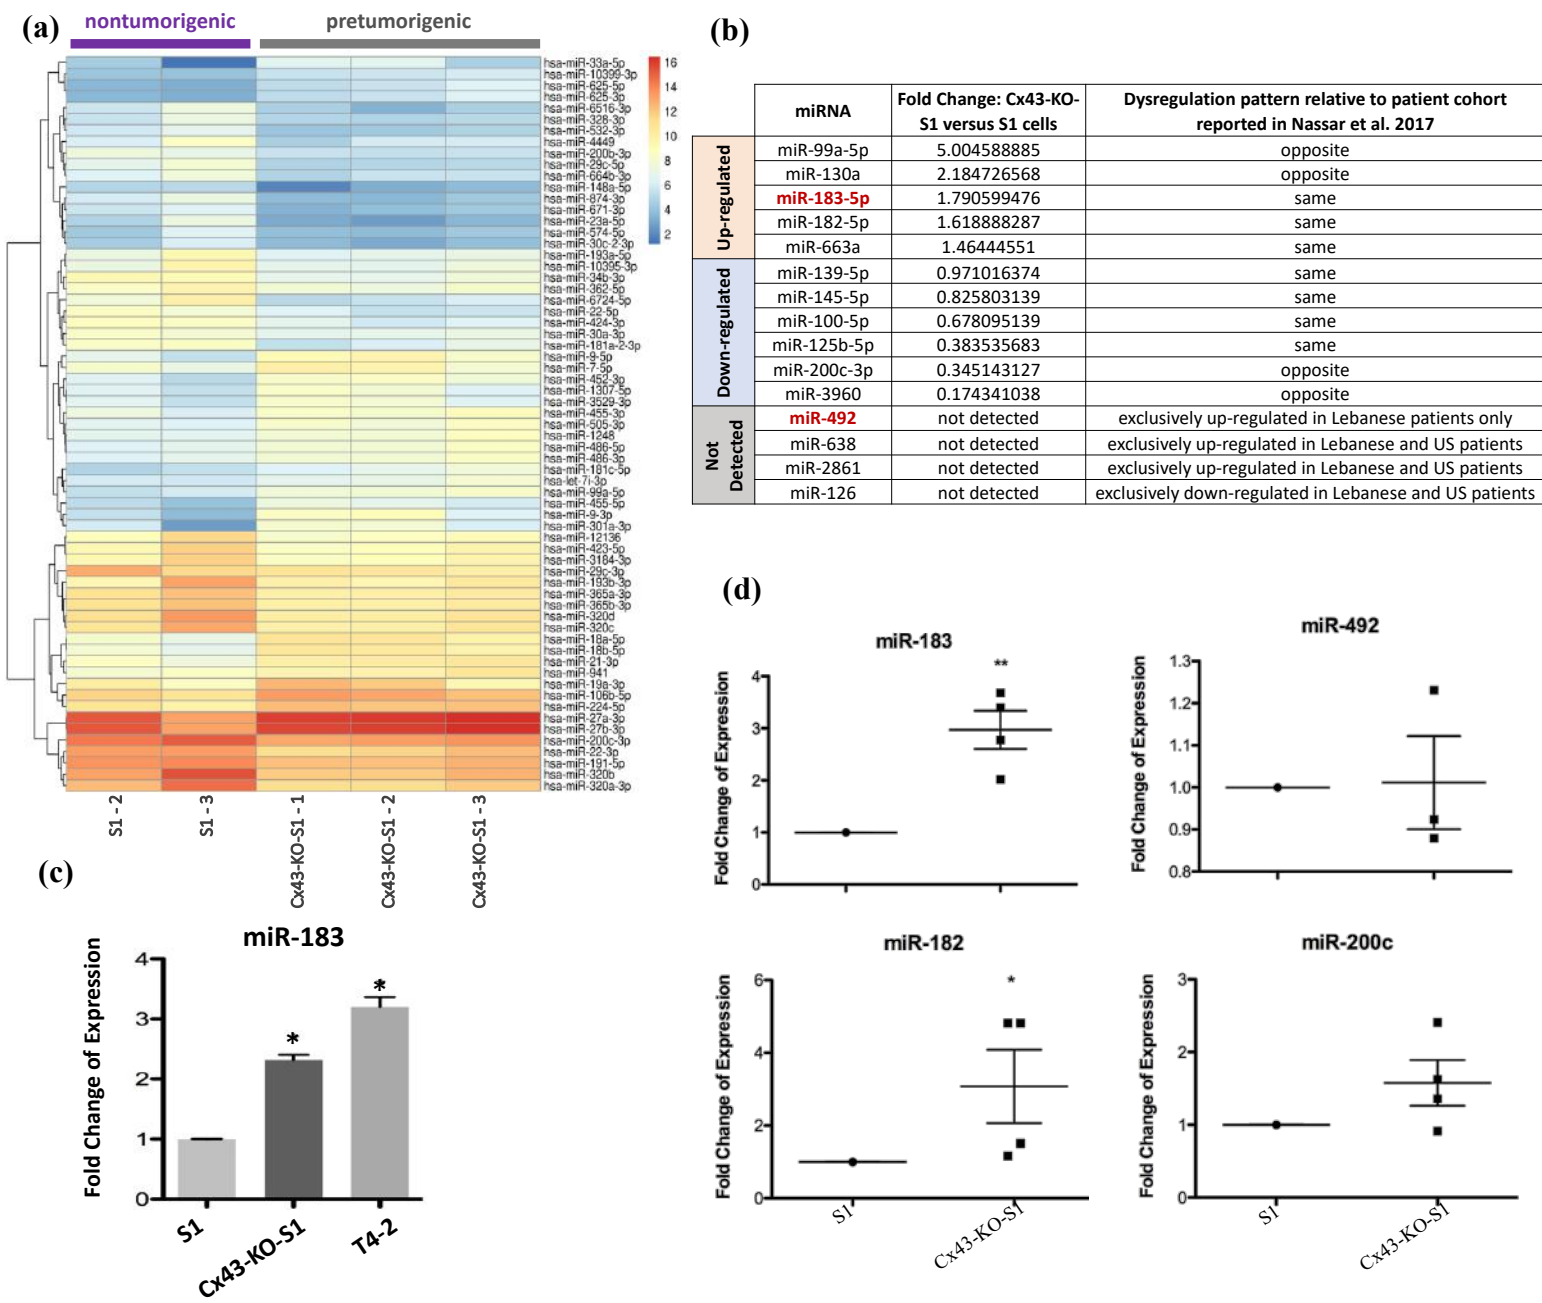 (a)
nontumorigenic
pretumorigenic
hsa-miR-33a-5p
hsa-miR-10399-3p
hsa-miR-625-5p
hsa-miR-625-3p
hsa-miR-6516-3p
hsa-miR-328-3p
hsa-miR-532-3p
hsa-miR-4449
hsa-miR-200b-3p
hsa-miR-29c-5p
hsa-miR-664b-3p
hsa-miR-148a-5p
hsa-miR-874-3p
hsa-miR-671-3p
hsa-miR-23a-5p
hsa-miR-574-5p
hsa-miR-30c-2-3p
hsa-miR-193a-5p
hsa-miR-10395-3p
hsa-miR-34b-3p
hsa-miR-362-5p
hsa-miR-6724-5p
hsa-miR-22-5p
hsa-miR-424-3p
hsa-miR-30a-3p
hsa-miR-181a-2-3p
hsa-miR-9-5p
hsa-miR-7-5p
hsa-miR-452-3p
hsa-miR-1307-5p
hsa-miR-3529-3p
hsa-miR-455-3p
hsa-miR-505-3p
hsa-miR-1248
hsa-miR-486-5p
hsa-miR-486-3p
hsa-miR-181c-5p
hsa-let-7i-3p
hsa-miR-99a-5p
hsa-miR-455-5p
hsa-miR-9-3p
hsa-miR-301a-3p
hsa-miR-12136
hsa-miR-423-5p
hsa-miR-3184-3p
hsa-miR-29c-3p
hsa-miR-193b-3p
hsa-miR-365a-3p
hsa-miR-365b-3p
hsa-miR-320d
hsa-miR-320c
hsa-miR-18a-5p
hsa-miR-18b-5p
hsa-miR-21-3p
hsa-miR-941
hsa-miR-19a-3p
hsa-miR-106b-5p
hsa-miR-224-5p
hsa-miR-27a-3p
hsa-miR-27b-3p
hsa-miR-200c-3p
hsa-miR-22-3p
hsa-miR-191-5p
hsa-miR-320b
hsa-miR-320a-3p
16
14
12
10
8
6
4
2
S1 - 2
S1 - 3
Cx43-KO-S1 - 1
Cx43-KO-S1 - 2
Cx43-KO-S1 - 3
(b)
miRNA
Fold Change: Cx43-KO-
S1 versus S1 cells
Dysregulation pattern relative to patient cohort
reported in Nassar et al. 2017
Up-regulated
miR-99a-5p 5.004588885 opposite
miR-130a 2.184726568 opposite
miR-183-5p 1.790599476 same
miR-182-5p 1.618888287 same
miR-663a 1.46444551 same
Down-regulated
miR-139-5p 0.971016374 same
miR-145-5p 0.825803139 same
miR-100-5p 0.678095139 same
miR-125b-5p 0.383535683 same
miR-200c-3p 0.345143127 opposite
miR-3960 0.174341038 opposite
Not
Detected
miR-492 not detected exclusively up-regulated in Lebanese patients only
miR-638 not detected exclusively up-regulated in Lebanese and US patients
miR-2861 not detected exclusively up-regulated in Lebanese and US patients
miR-126 not detected exclusively down-regulated in Lebanese and US patients
(c)
miR-183
Fold Change of Expression
4
3
2
1
0
*
*
S1
Cx43-KO-S1
T4-2
(d)
miR-183
Fold Change of Expression
4
3
2
1
0
**
miR-492
Fold Change of Expression
1.3
1.2
1.1
1.0
0.9
0.8
miR-182
Fold Change of Expression
6
4
2
0
*
S1
Cx43-KO-S1
miR-200c
Fold Change of Expression
3
2
1
0
S1
Cx43-KO-S1